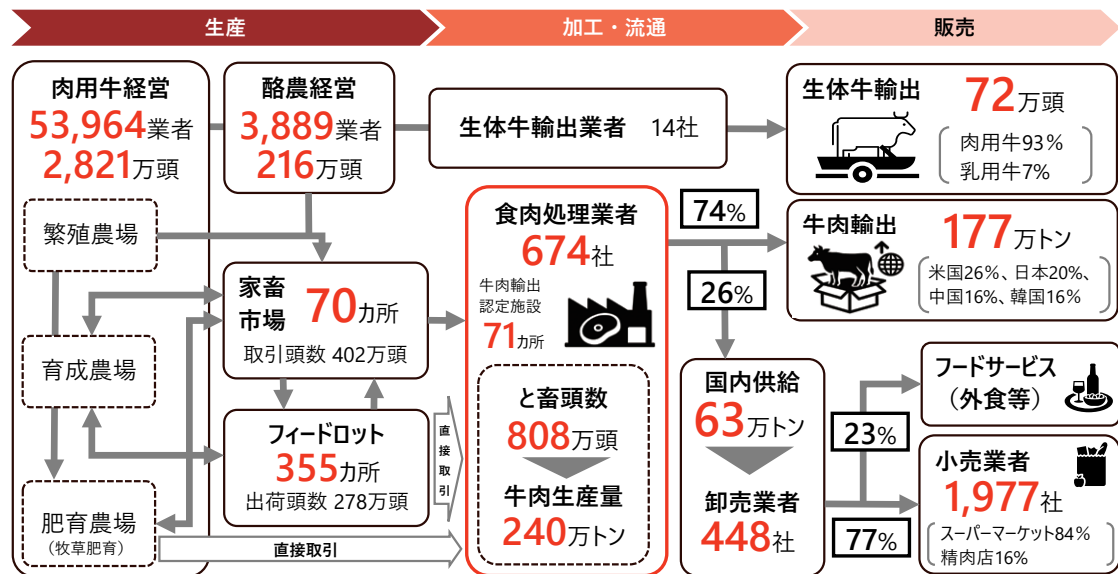 生産
加工・流通
販売
肉用牛経営
53,964業者
2,821万頭
繁殖農場
育成農場
肥育農場
(牧草肥育)
酪農経営
3,889業者
216万頭
家畜
市場
70カ所
取引頭数 402万頭
フィードロット
355カ所
出荷頭数 278万頭
直接取引
直接取引
生体牛輸出業者 14社
食肉処理業者
674社
牛肉輸出
認定施設
71カ所
と畜頭数
808万頭
牛肉生産量
240万トン
74%
26%
国内供給
63万トン
卸売業者
448社
生体牛輸出
72万頭
肉用牛93%
乳用牛7%
牛肉輸出
177万トン
米国26%、日本20%、
中国16%、韓国16%
フードサービス
(外食等)
23%
77%
小売業者
1,977社
スーパーマーケット84%
精肉店16%